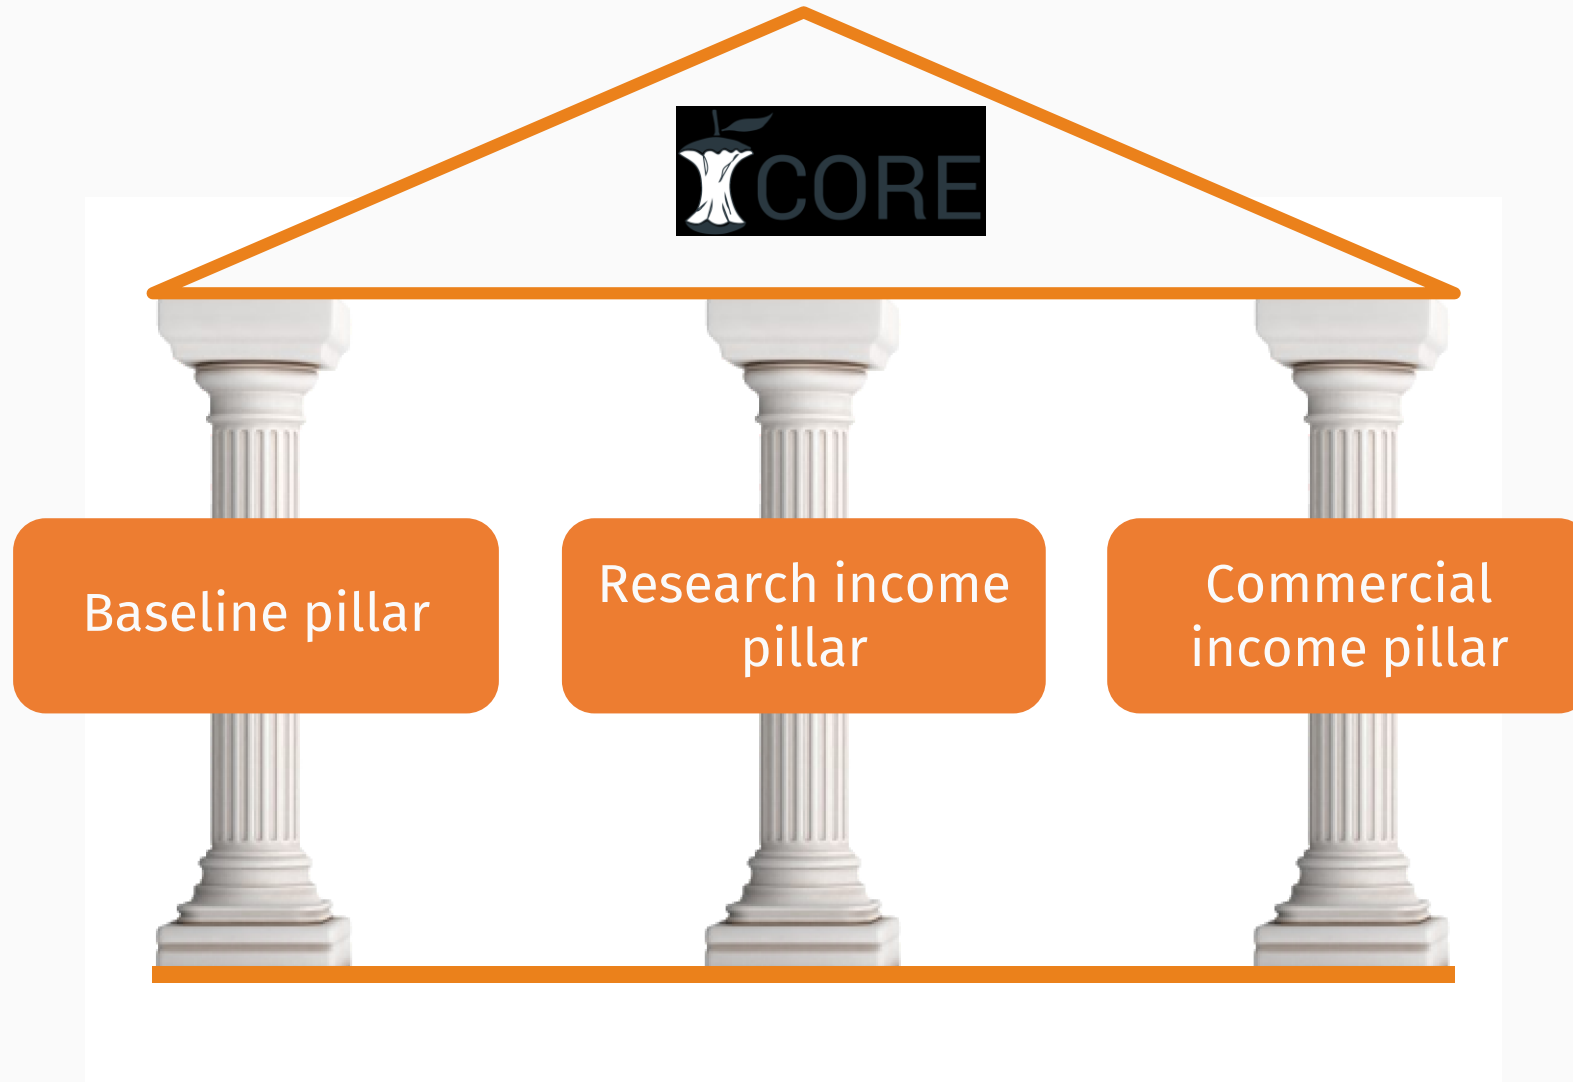 CORE
Baseline pillar
Research income
pillar
Commercial
income pillar